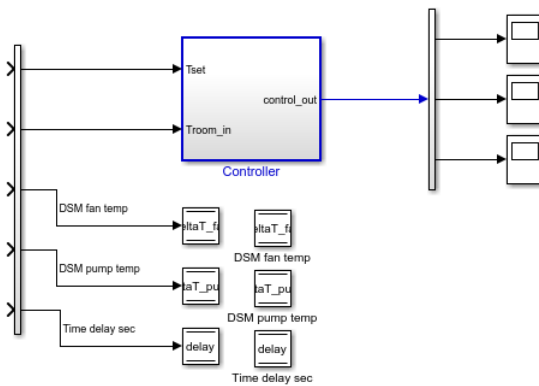 Tset
control_out
Troom_in
Controller
DSM fan temp
eltaT_fa
eltaT_fa
DSM fan temp
DSM pump temp
taT_pu
taT_pu
DSM pump temp
Time delay sec
delay
delay
Time delay sec